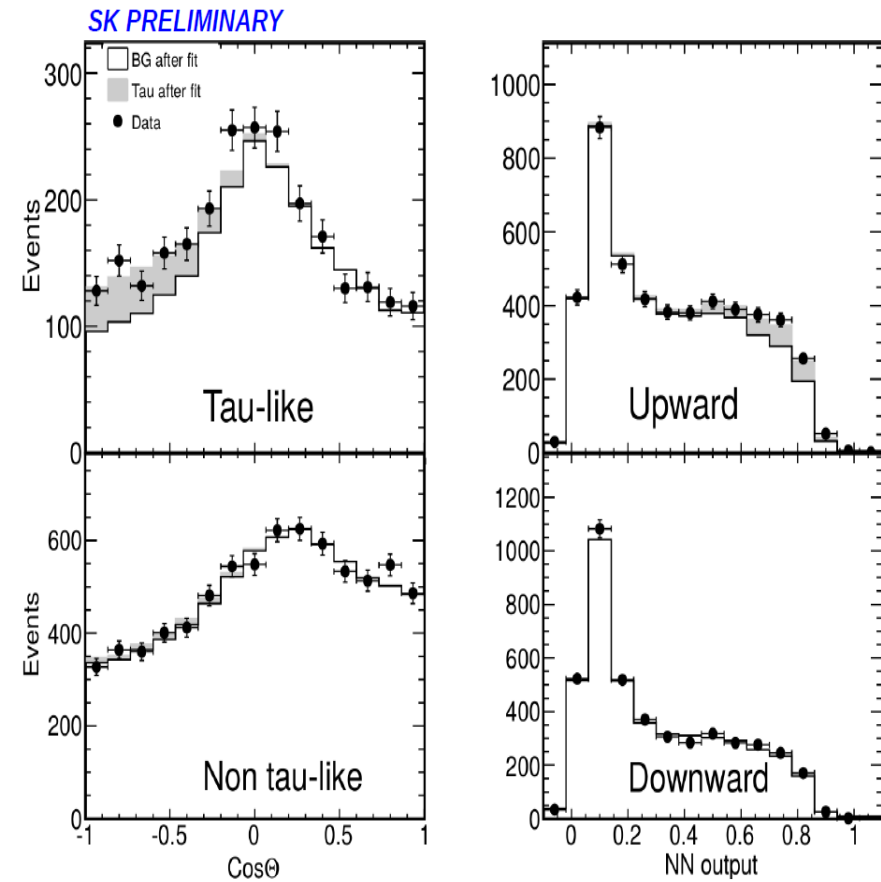 SK PRELIMINARY
BG after fit
Tau after fit
Data
Events
300
200
100
0
Tau-like
1000
800
600
400
200
0
Upward
Events
600
400
200
0
Non tau-like
-1 -0.5 0 0.5 1
CosΘ
1200
1000
800
600
400
200
0
Downward
0 0.2 0.4 0.6 0.8 1
NN output